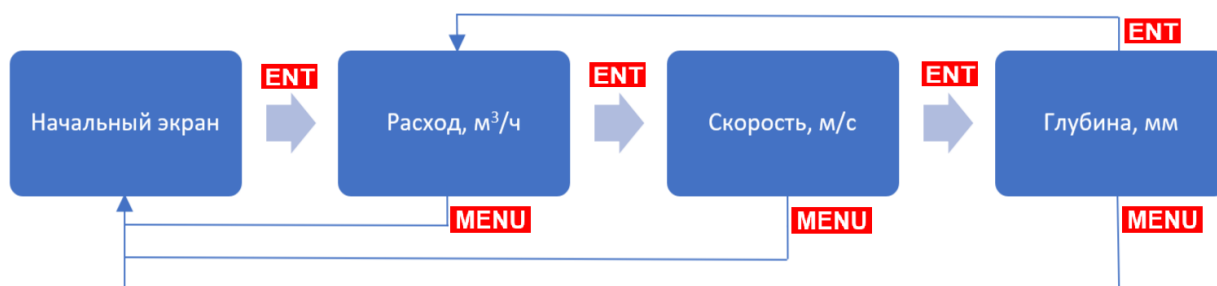 ENT
ENT
ENT
ENT
Начальный экран
Расход, м³/ч
Скорость, м/с
Глубина, мм
MENU
MENU
MENU